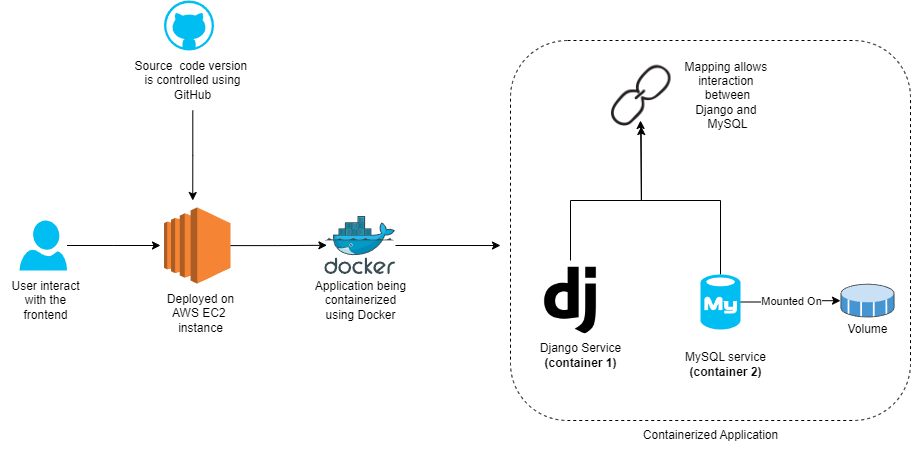 Source code version
is controlled using
GitHub
User interact
with the
frontend
Deployed on
AWS EC2
instance
docker
Application being
containerized
using Docker
Mapping allows
interaction
between
Django and
MySQL
dj
Django Service
(container 1)
My
MySQL service
(container 2)
Mounted On
Volume
Containerized Application